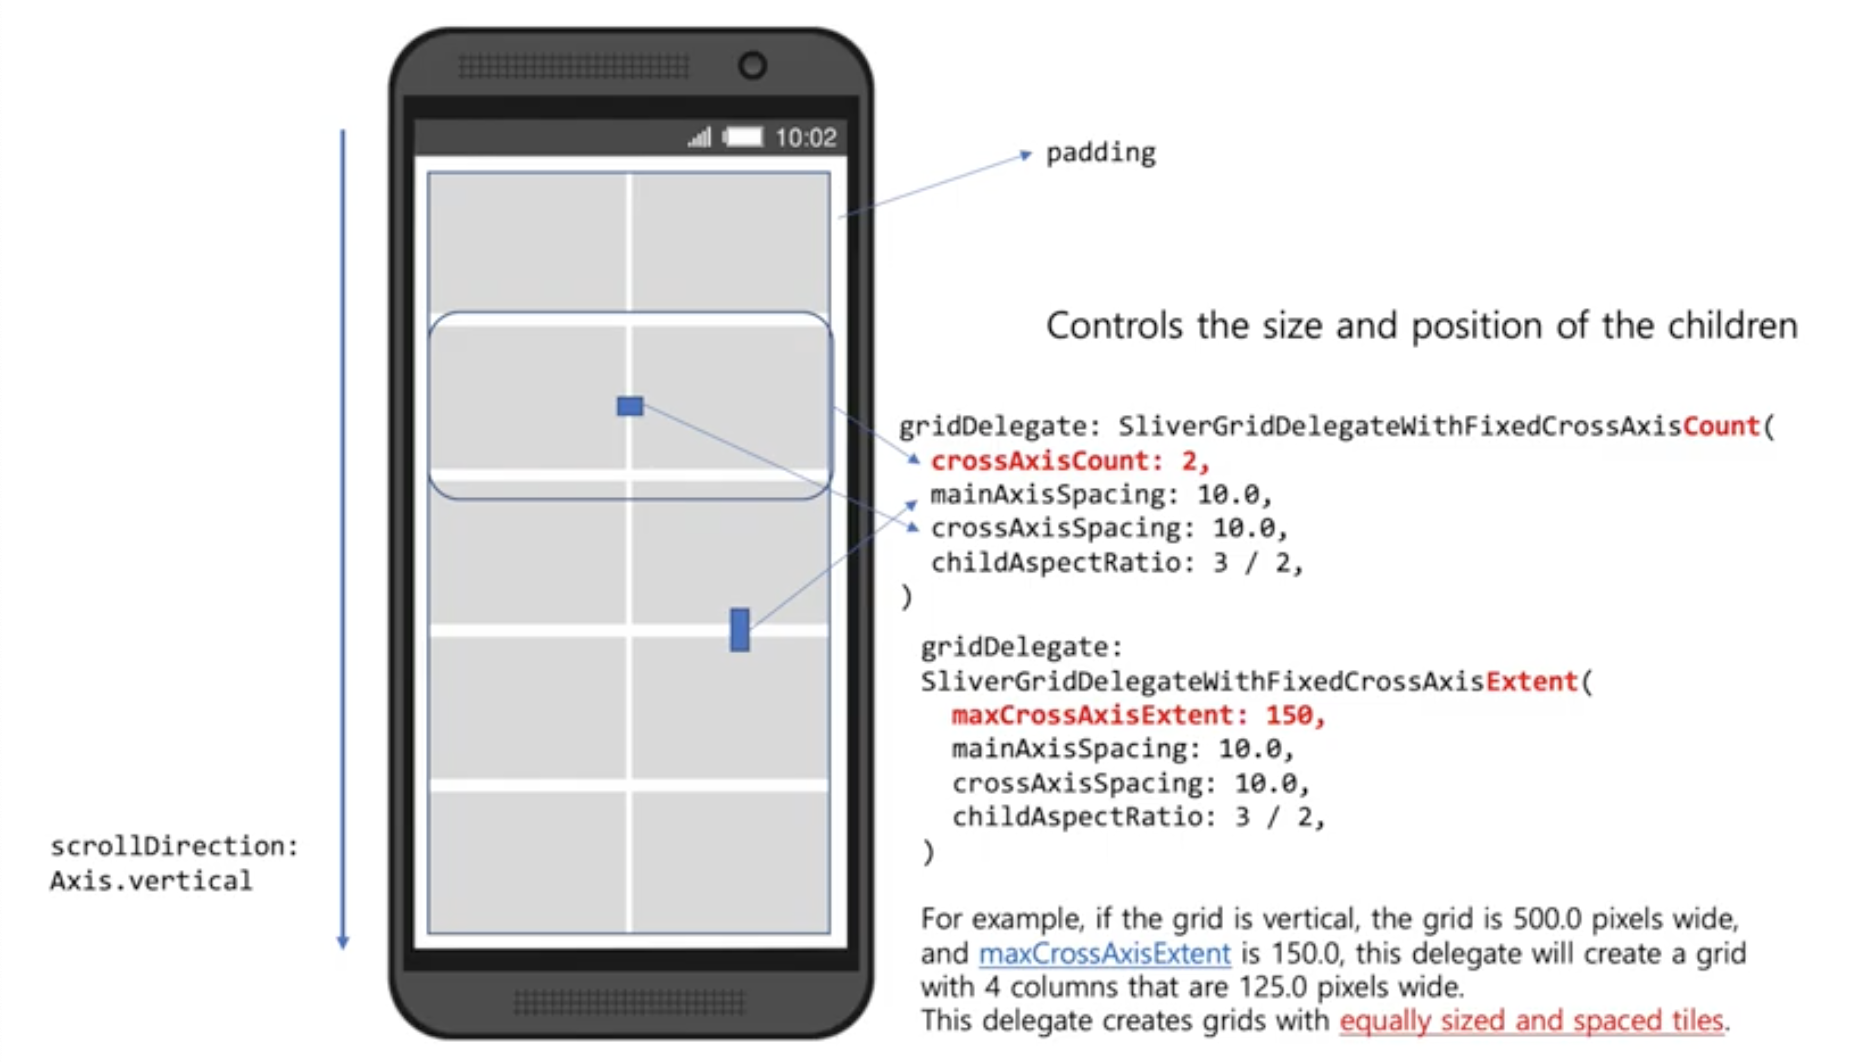 10:02
padding
Controls the size and position of the children
gridDelegate: SliverGridDelegateWithFixedCrossAxisCount(
crossAxisCount: 2,
mainAxisSpacing: 10.0,
crossAxisSpacing: 10.0,
childAspectRatio: 3 / 2,
)
gridDelegate:
SliverGridDelegateWithFixedCrossAxisExtent(
maxCrossAxisExtent: 150,
mainAxisSpacing: 10.0,
crossAxisSpacing: 10.0,
childAspectRatio: 3 / 2,
)
scrollDirection:
Axis.vertical
For example, if the grid is vertical, the grid is 500.0 pixels wide,
and maxCrossAxisExtent is 150.0, this delegate will create a grid
with 4 columns that are 125.0 pixels wide.
This delegate creates grids with equally sized and spaced tiles.